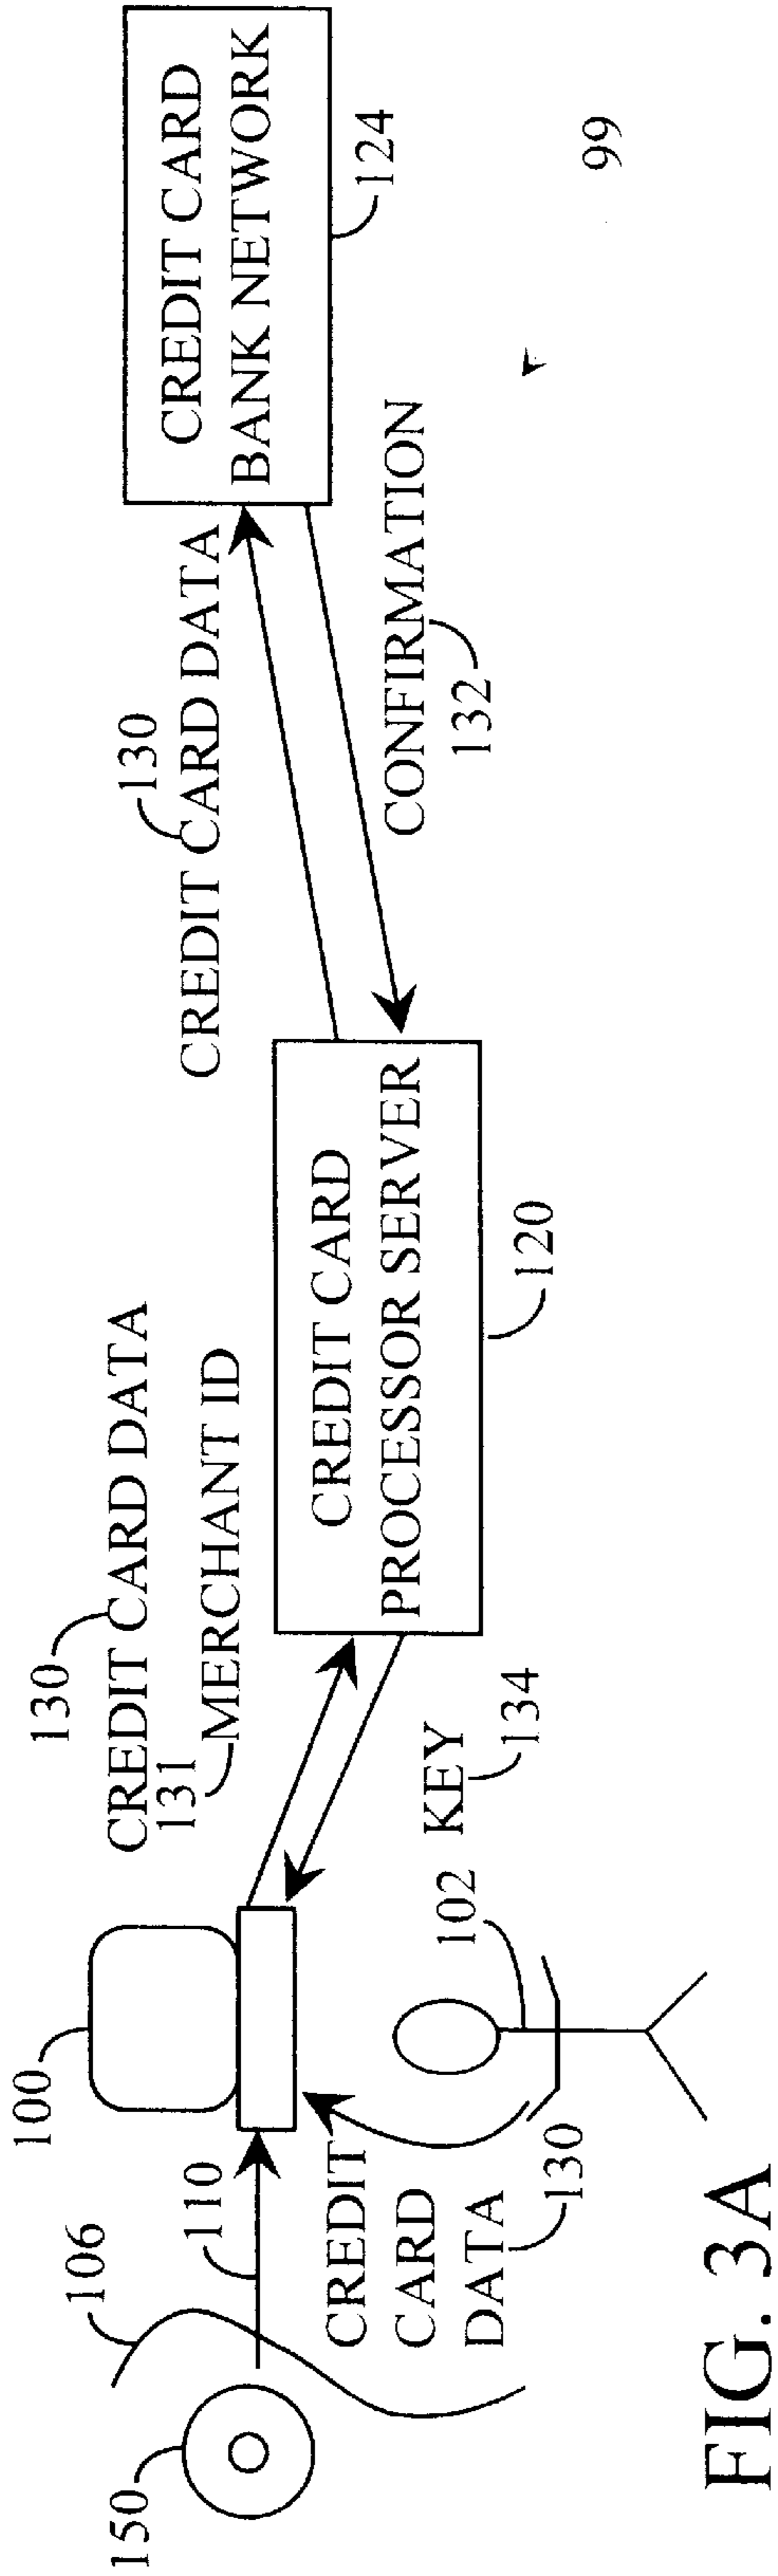 150
106
110
100
CREDIT
CARD
DATA
130
102
130
CREDIT CARD DATA
131
MERCHANT ID
KEY
134
CREDIT CARD
PROCESSOR SERVER
120
130
CREDIT CARD DATA
CONFIRMATION
132
CREDIT CARD
BANK NETWORK
124
99
FIG. 3A